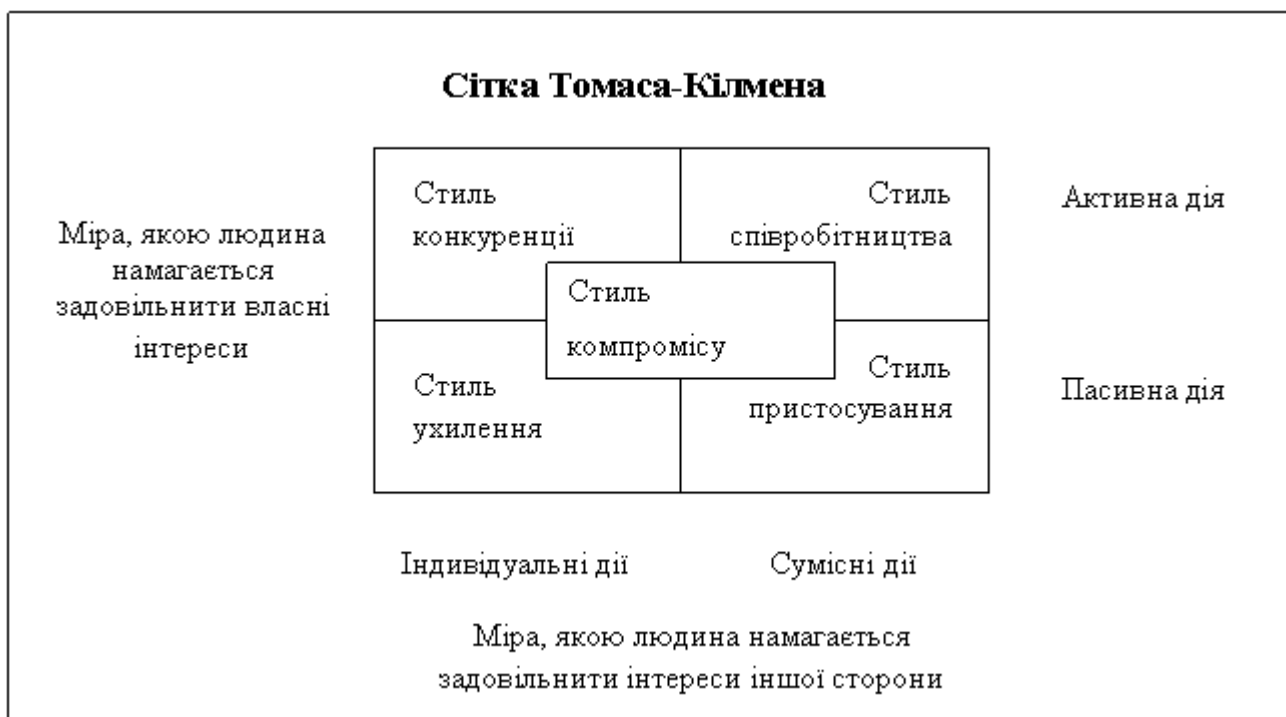 Сітка Томаса-Кілмена
Міра, якою людина
намагається
задовільнити власні
інтереси
Стиль
конкуренції
Стиль
співробітництва
Активна дія
Стиль
компромісу
Стиль
ухилення
Стиль
пристосування
Пасивна дія
Індивідуальні дії
Сумісні дії
Міра, якою людина намагається
задовільнити інтереси іншої сторони